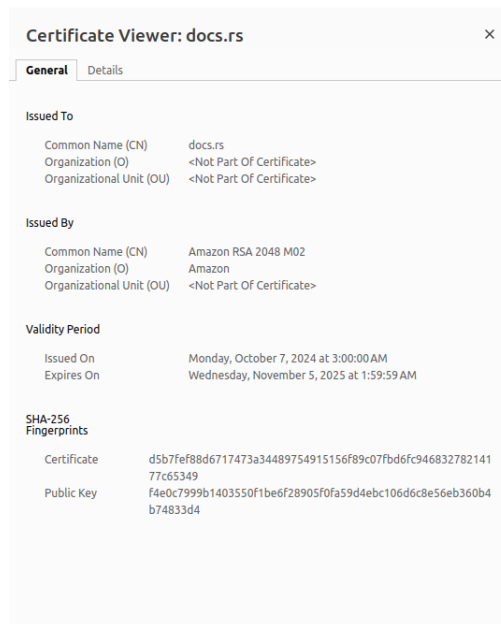 Certificate Viewer: docs.rs
×
General Details
Issued To
Common Name (CN) docs.rs
Organization (O) <Not Part Of Certificate>
Organizational Unit (OU) <Not Part Of Certificate>
Issued By
Common Name (CN) Amazon RSA 2048 M02
Organization (O) Amazon
Organizational Unit (OU) <Not Part Of Certificate>
Validity Period
Issued On Monday, October 7, 2024 at 3:00:00 AM
Expires On Wednesday, November 5, 2025 at 1:59:59 AM
SHA-256
Fingerprints
Certificate d5b7fef88d6717473a34489754915156f89c07fbd6fc946832782141
77c65349
Public Key f4e0c7999b1403550f1be6f28905f0fa59d4ebc106d6c8e56eb360b4
b74833d4